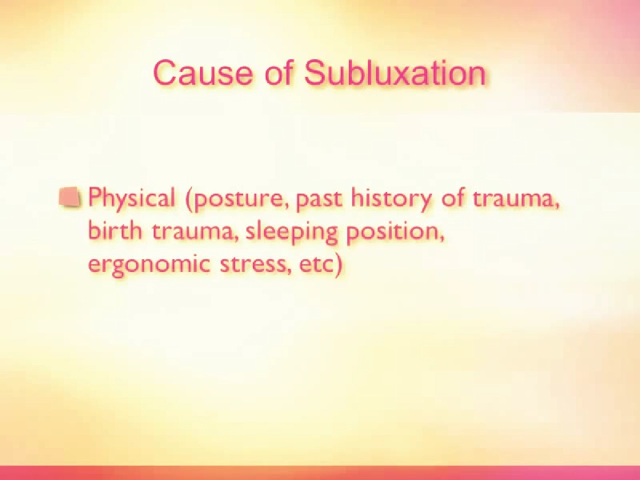 Cause of Subluxation
Physical (posture, past history of trauma,
birth trauma, sleeping position,
ergonomic stress, etc)